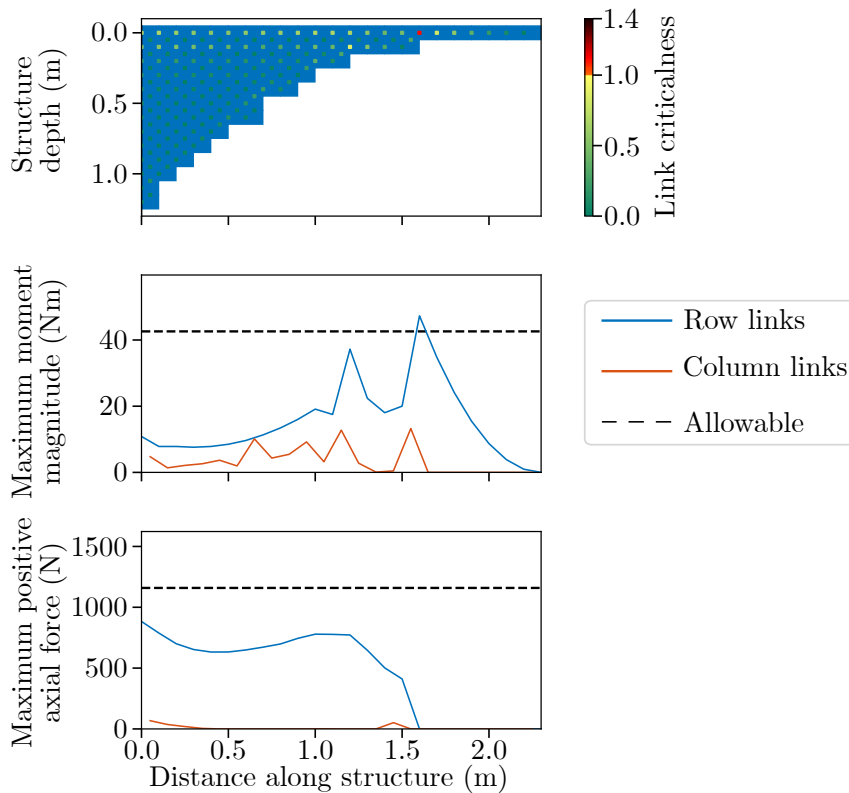 0.0
0.5
1.0
Structure
depth (m)
1.4
1.0
0.5
0.0
Link criticalness
40
20
0
Maximum moment
magnitude (Nm)
Row links
Column links
Allowable
1500
1000
500
0
Maximum positive
axial force (N)
0.0 0.5 1.0 1.5 2.0
Distance along structure (m)